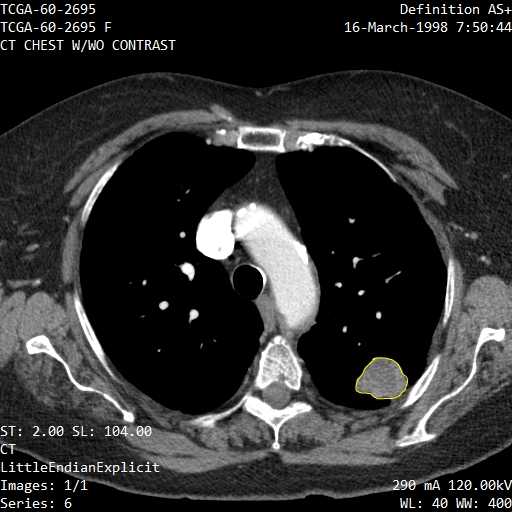 TCGA-60-2695
Definition AS+
TCGA-60-2695 F
16-March-1998 7:50:44
CT CHEST W/WO CONTRAST
ST: 2.00 SL: 104.00
CT
LittleEndianExplicit
Images: 1/1
290 mA 120.00kV
Series: 6
WL: 40 WW: 400